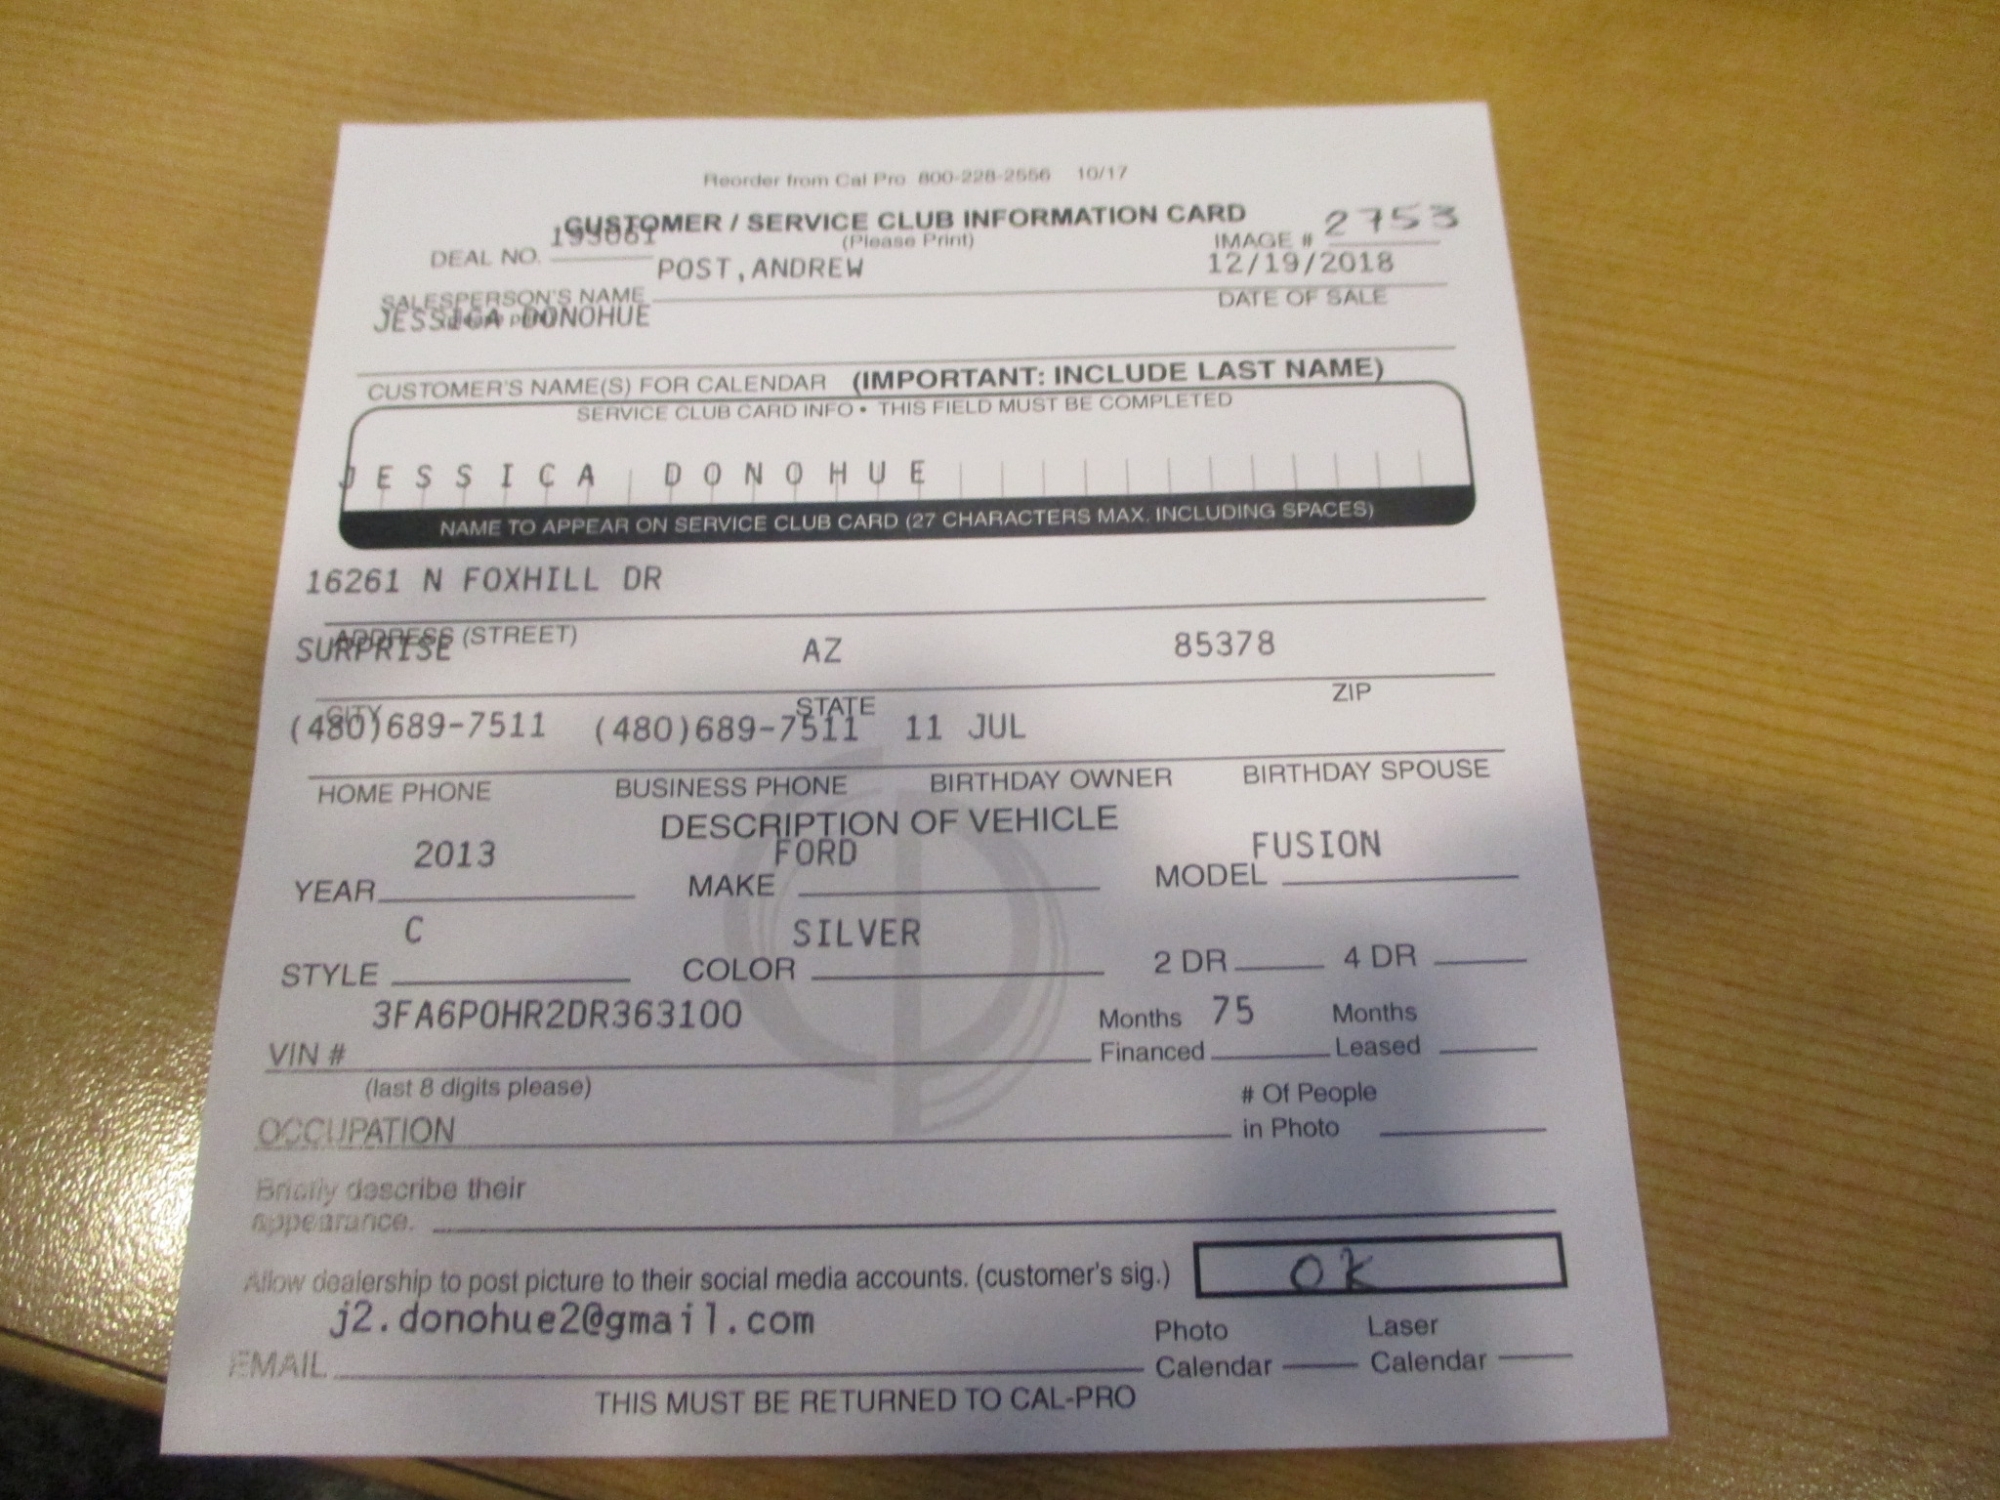 Reorder from Cal Pro 800-228-2556 10/17
CUSTOMER / SERVICE CLUB INFORMATION CARD
(Please Print)
DEAL NO. 193061 IMAGE # 2753
POST,ANDREW 12/19/2018
SALESPERSON'S NAME DATE OF SALE
JESSICA DONOHUE
CUSTOMER'S NAME(S) FOR CALENDAR (IMPORTANT: INCLUDE LAST NAME)
SERVICE CLUB CARD INFO • THIS FIELD MUST BE COMPLETED
JESSICA DONOHUE
NAME TO APPEAR ON SERVICE CLUB CARD (27 CHARACTERS MAX. INCLUDING SPACES)
16261 N FOXHILL DR
ADDRESS (STREET)
SURPRISE AZ 85378
CITY STATE ZIP
(480)689-7511 (480)689-7511 11 JUL
HOME PHONE BUSINESS PHONE BIRTHDAY OWNER BIRTHDAY SPOUSE
DESCRIPTION OF VEHICLE
YEAR 2013 MAKE FORD MODEL FUSION
STYLE C COLOR SILVER 2 DR 4 DR
VIN # 3FA6P0HR2DR363100 Months Financed 75 Months Leased
(last 8 digits please)
OCCUPATION # Of People in Photo
Briefly describe their
appearance.
Allow dealership to post picture to their social media accounts. (customer's sig.) OK
EMAIL j2.donohue2@gmail.com Photo Calendar Laser Calendar
THIS MUST BE RETURNED TO CAL-PRO